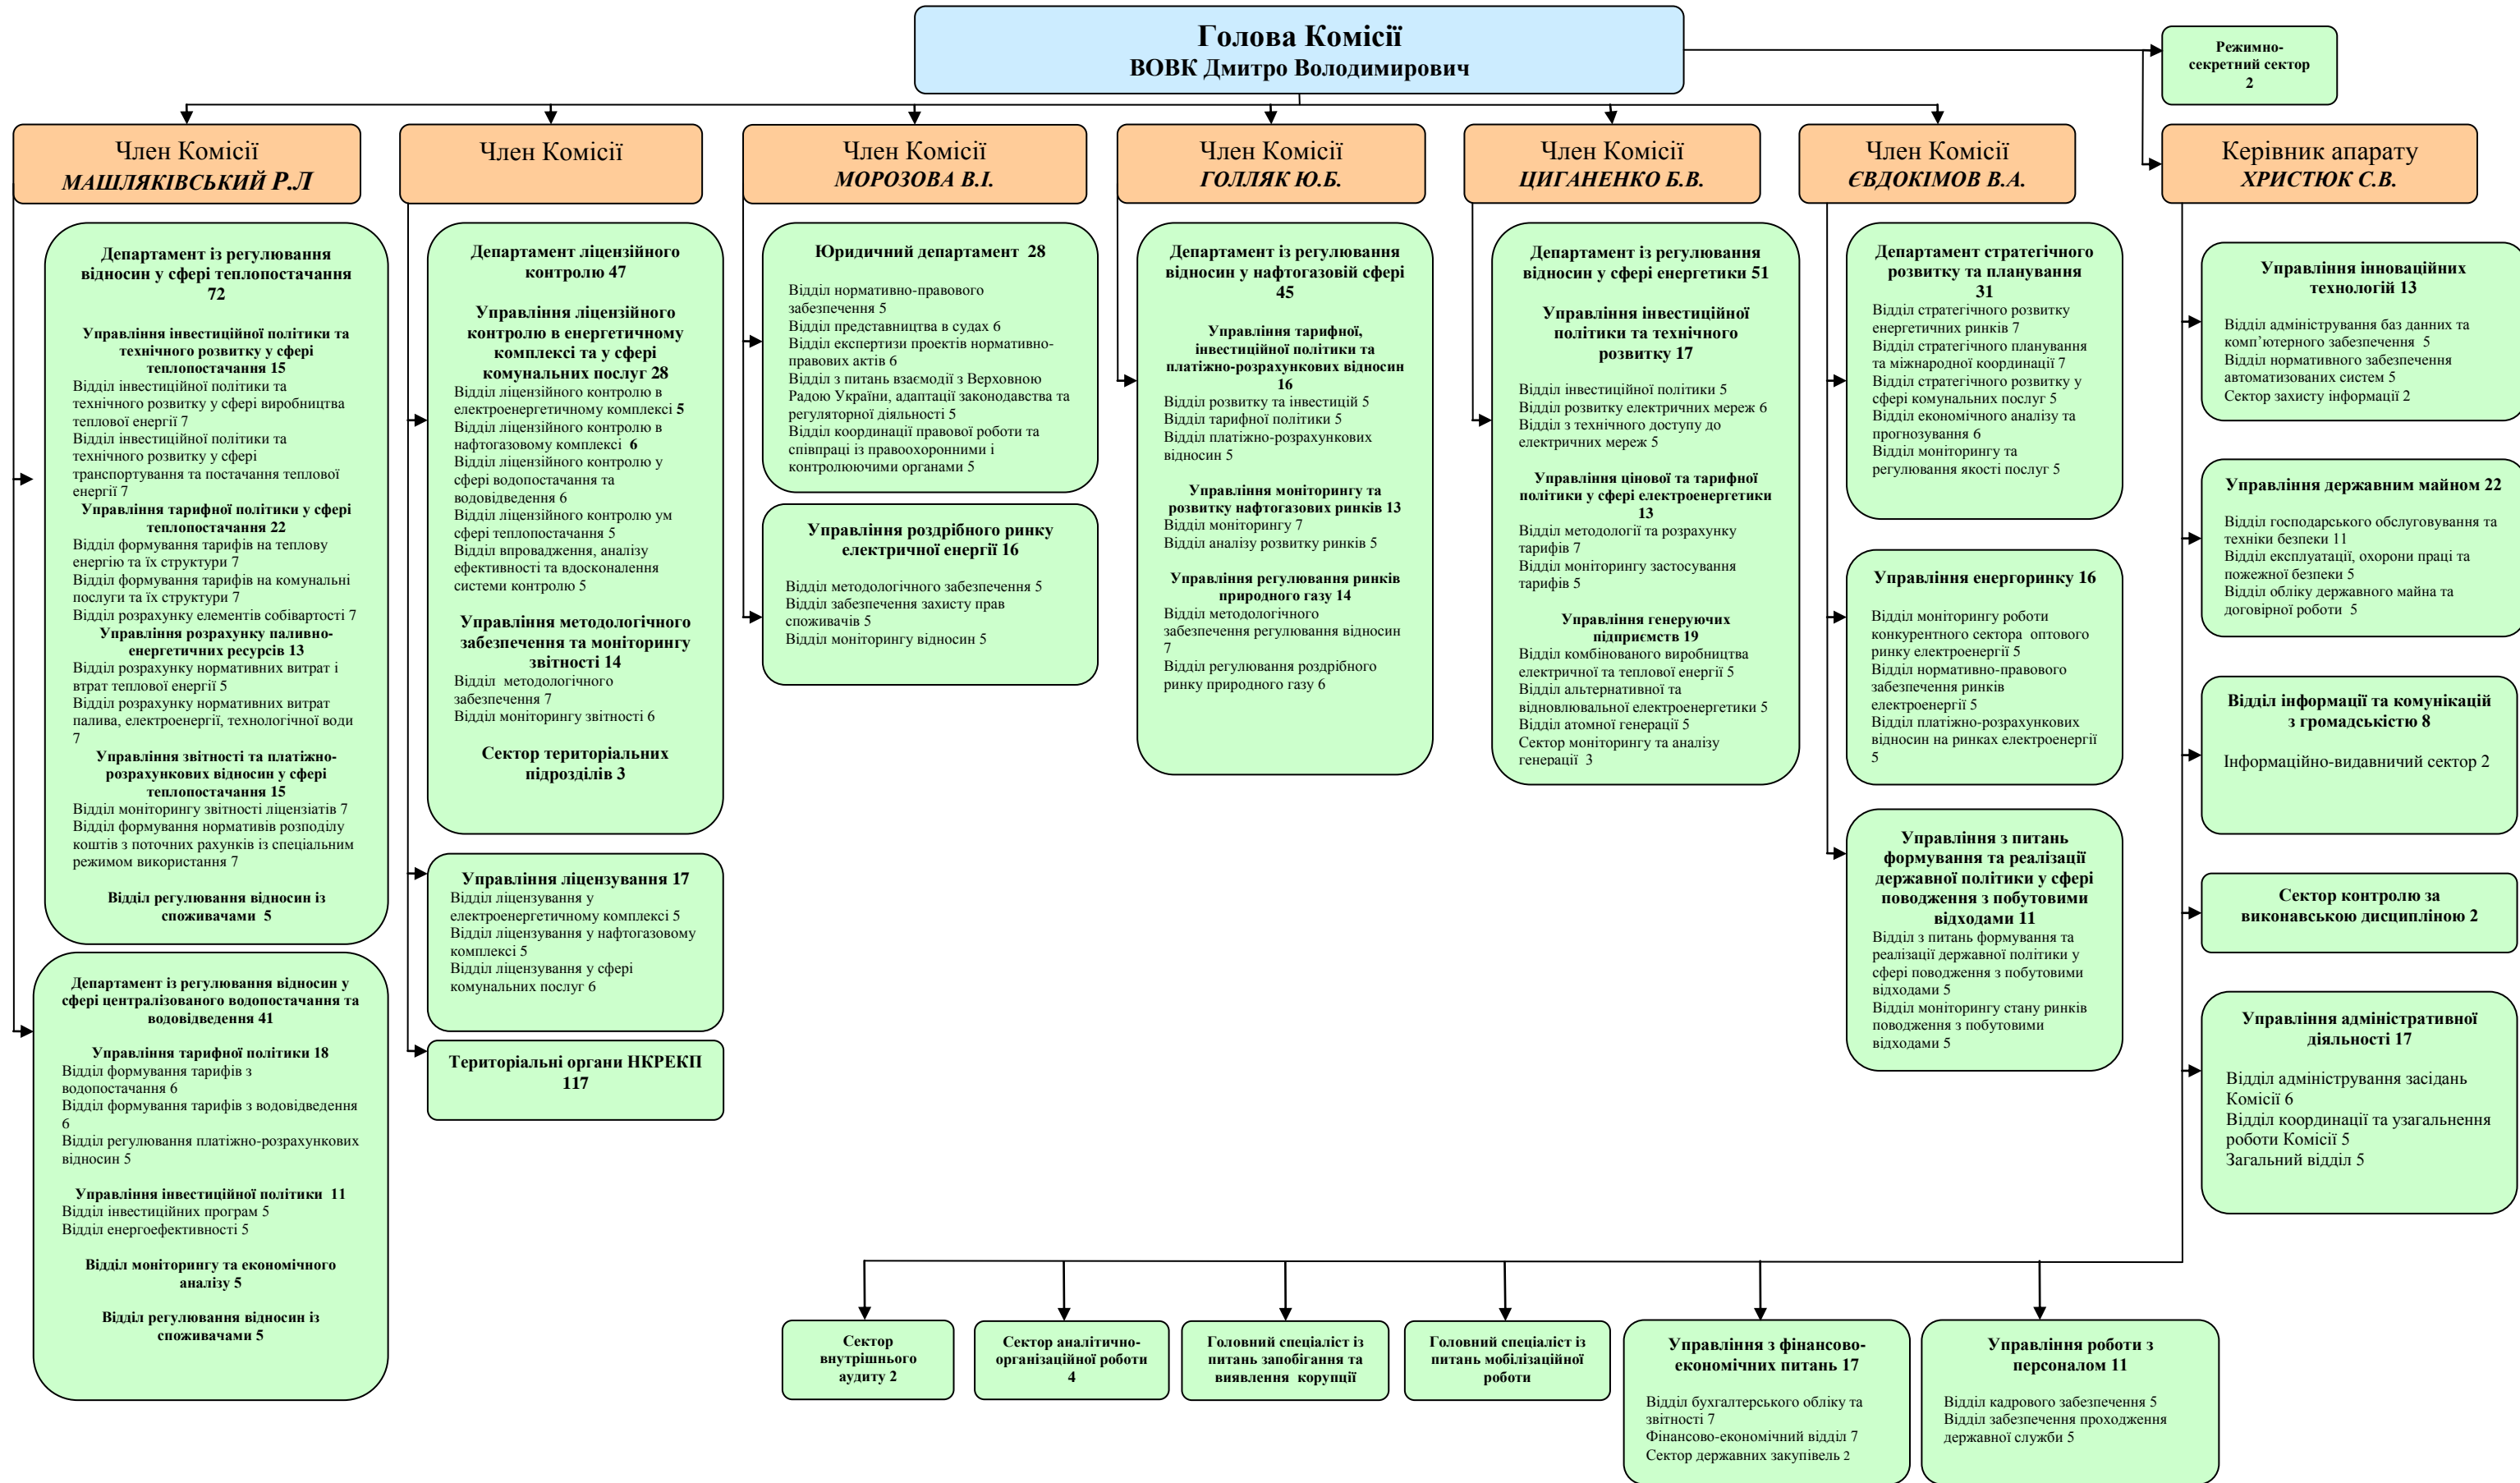 Голова Комісії
ВОВК Дмитро Володимирович
Режимно-
секретний сектор
2
Член Комісії
МАШЛЯКІВСЬКИЙ Р.Л
Член Комісії
Член Комісії
МОРОЗОВА В.І.
Член Комісії
ГОЛЛЯК Ю.Б.
Член Комісії
ЦИГАНЕНКО Б.В.
Член Комісії
ЄВДОКІМОВ В.А.
Керівник апарату
ХРИСТЮК С.В.
Департамент із регулювання
відносин у сфері теплопостачання
72
Управління інвестиційної політики та
технічного розвитку у сфері
теплопостачання 15
Відділ інвестиційної політики та
технічного розвитку у сфері виробництва
теплової енергії 7
Відділ інвестиційної політики та
технічного розвитку у сфері
транспортування та постачання теплової
енергії 7
Управління тарифної політики у сфері
теплопостачання 22
Відділ формування тарифів на теплову
енергію та їх структури 7
Відділ формування тарифів на комунальні
послуги та їх структури 7
Відділ розрахунку елементів собівартості 7
Управління розрахунку паливно-
енергетичних ресурсів 13
Відділ розрахунку нормативних витрат і
втрат теплової енергії 5
Відділ розрахунку нормативних витрат
палива, електроенергії, технологічної води
7
Управління звітності та платіжно-
розрахункових відносин у сфері
теплопостачання 15
Відділ моніторингу звітності ліцензіатів 7
Відділ формування нормативів розподілу
коштів з поточних рахунків із спеціальним
режимом використання 7
Відділ регулювання відносин із
споживачами 5
Департамент із регулювання відносин у
сфері централізованого водопостачання та
водовідведення 41
Управління тарифної політики 18
Відділ формування тарифів з
водопостачання 6
Відділ формування тарифів з водовідведення
6
Відділ регулювання платіжно-розрахункових
відносин 5
Управління інвестиційної політики 11
Відділ інвестиційних програм 5
Відділ енергоефективності 5
Відділ моніторингу та економічного
аналізу 5
Відділ регулювання відносин із
споживачами 5
Департамент ліцензійного
контролю 47
Управління ліцензійного
контролю в енергетичному
комплексі та у сфері
комунальних послуг 28
Відділ ліцензійного контролю в
електроенергетичному комплексі 5
Відділ ліцензійного контролю в
нафтогазовому комплексі 6
Відділ ліцензійного контролю у
сфері водопостачання та
водовідведення 6
Відділ ліцензійного контролю ум
сфері теплопостачання 5
Відділ впровадження, аналізу
ефективності та вдосконалення
системи контролю 5
Управління методологічного
забезпечення та моніторингу
звітності 14
Відділ методологічного
забезпечення 7
Відділ моніторингу звітності 6
Сектор територіальних
підрозділів 3
Управління ліцензування 17
Відділ ліцензування у
електроенергетичному комплексі 5
Відділ ліцензування у нафтогазовому
комплексі 5
Відділ ліцензування у сфері
комунальних послуг 6
Територіальні органи НКРЕКП
117
Юридичний департамент 28
Відділ нормативно-правового
забезпечення 5
Відділ представництва в судах 6
Відділ експертизи проектів нормативно-
правових актів 6
Відділ з питань взаємодії з Верховною
Радою України, адаптації законодавства та
регуляторної діяльності 5
Відділ координації правової роботи та
співпраці із правоохоронними і
контролюючими органами 5
Управління роздрібного ринку
електричної енергії 16
Відділ методологічного забезпечення 5
Відділ забезпечення захисту прав
споживачів 5
Відділ моніторингу відносин 5
Департамент із регулювання
відносин у нафтогазовій сфері
45
Управління тарифної,
інвестиційної політики та
платіжно-розрахункових відносин
16
Відділ розвитку та інвестицій 5
Відділ тарифної політики 5
Відділ платіжно-розрахункових
відносин 5
Управління моніторингу та
розвитку нафтогазових ринків 13
Відділ моніторингу 7
Відділ аналізу розвитку ринків 5
Управління регулювання ринків
природного газу 14
Відділ методологічного
забезпечення регулювання відносин
7
Відділ регулювання роздрібного
ринку природного газу 6
Департамент із регулювання
відносин у сфері енергетики 51
Управління інвестиційної
політики та технічного
розвитку 17
Відділ інвестиційної політики 5
Відділ розвитку електричних мереж 6
Відділ з технічного доступу до
електричних мереж 5
Управління цінової та тарифної
політики у сфері електроенергетики
13
Відділ методології та розрахунку
тарифів 7
Відділ моніторингу застосування
тарифів 5
Управління генеруючих
підприємств 19
Відділ комбінованого виробництва
електричної та теплової енергії 5
Відділ альтернативної та
відновлювальної електроенергетики 5
Відділ атомної генерації 5
Сектор моніторингу та аналізу
генерації 3
Департамент стратегічного
розвитку та планування
31
Відділ стратегічного розвитку
енергетичних ринків 7
Відділ стратегічного планування
та міжнародної координації 7
Відділ стратегічного розвитку у
сфері комунальних послуг 5
Відділ економічного аналізу та
прогнозування 6
Відділ моніторингу та
регулювання якості послуг 5
Управління енергоринку 16
Відділ моніторингу роботи
конкурентного сектора оптового
ринку електроенергії 5
Відділ нормативно-правового
забезпечення ринків
електроенергії 5
Відділ платіжно-розрахункових
відносин на ринках електроенергії
5
Управління з питань
формування та реалізації
державної політики у сфері
поводження з побутовими
відходами 11
Відділ з питань формування та
реалізації державної політики у
сфері поводження з побутовими
відходами 5
Відділ моніторингу стану ринків
поводження з побутовими
відходами 5
Управління інноваційних
технологій 13
Відділ адміністрування баз данних та
комп’ютерного забезпечення 5
Відділ нормативного забезпечення
автоматизованих систем 5
Сектор захисту інформації 2
Управління державним майном 22
Відділ господарського обслуговування та
техніки безпеки 11
Відділ експлуатації, охорони праці та
пожежної безпеки 5
Відділ обліку державного майна та
договірної роботи 5
Відділ інформації та комунікацій
з громадськістю 8
Інформаційно-видавничий сектор 2
Сектор контролю за
виконавською дисципліною 2
Управління адміністративної
діяльності 17
Відділ адміністрування засідань
Комісії 6
Відділ координації та узагальнення
роботи Комісії 5
Загальний відділ 5
Сектор
внутрішнього
аудиту 2
Сектор аналітично-
організаційної роботи
4
Головний спеціаліст із
питань запобігання та
виявлення корупції
Головний спеціаліст із
питань мобілізаційної
роботи
Управління з фінансово-
економічних питань 17
Відділ бухгалтерського обліку та
звітності 7
Фінансово-економічний відділ 7
Сектор державних закупівель 2
Управління роботи з
персоналом 11
Відділ кадрового забезпечення 5
Відділ забезпечення проходження
державної служби 5